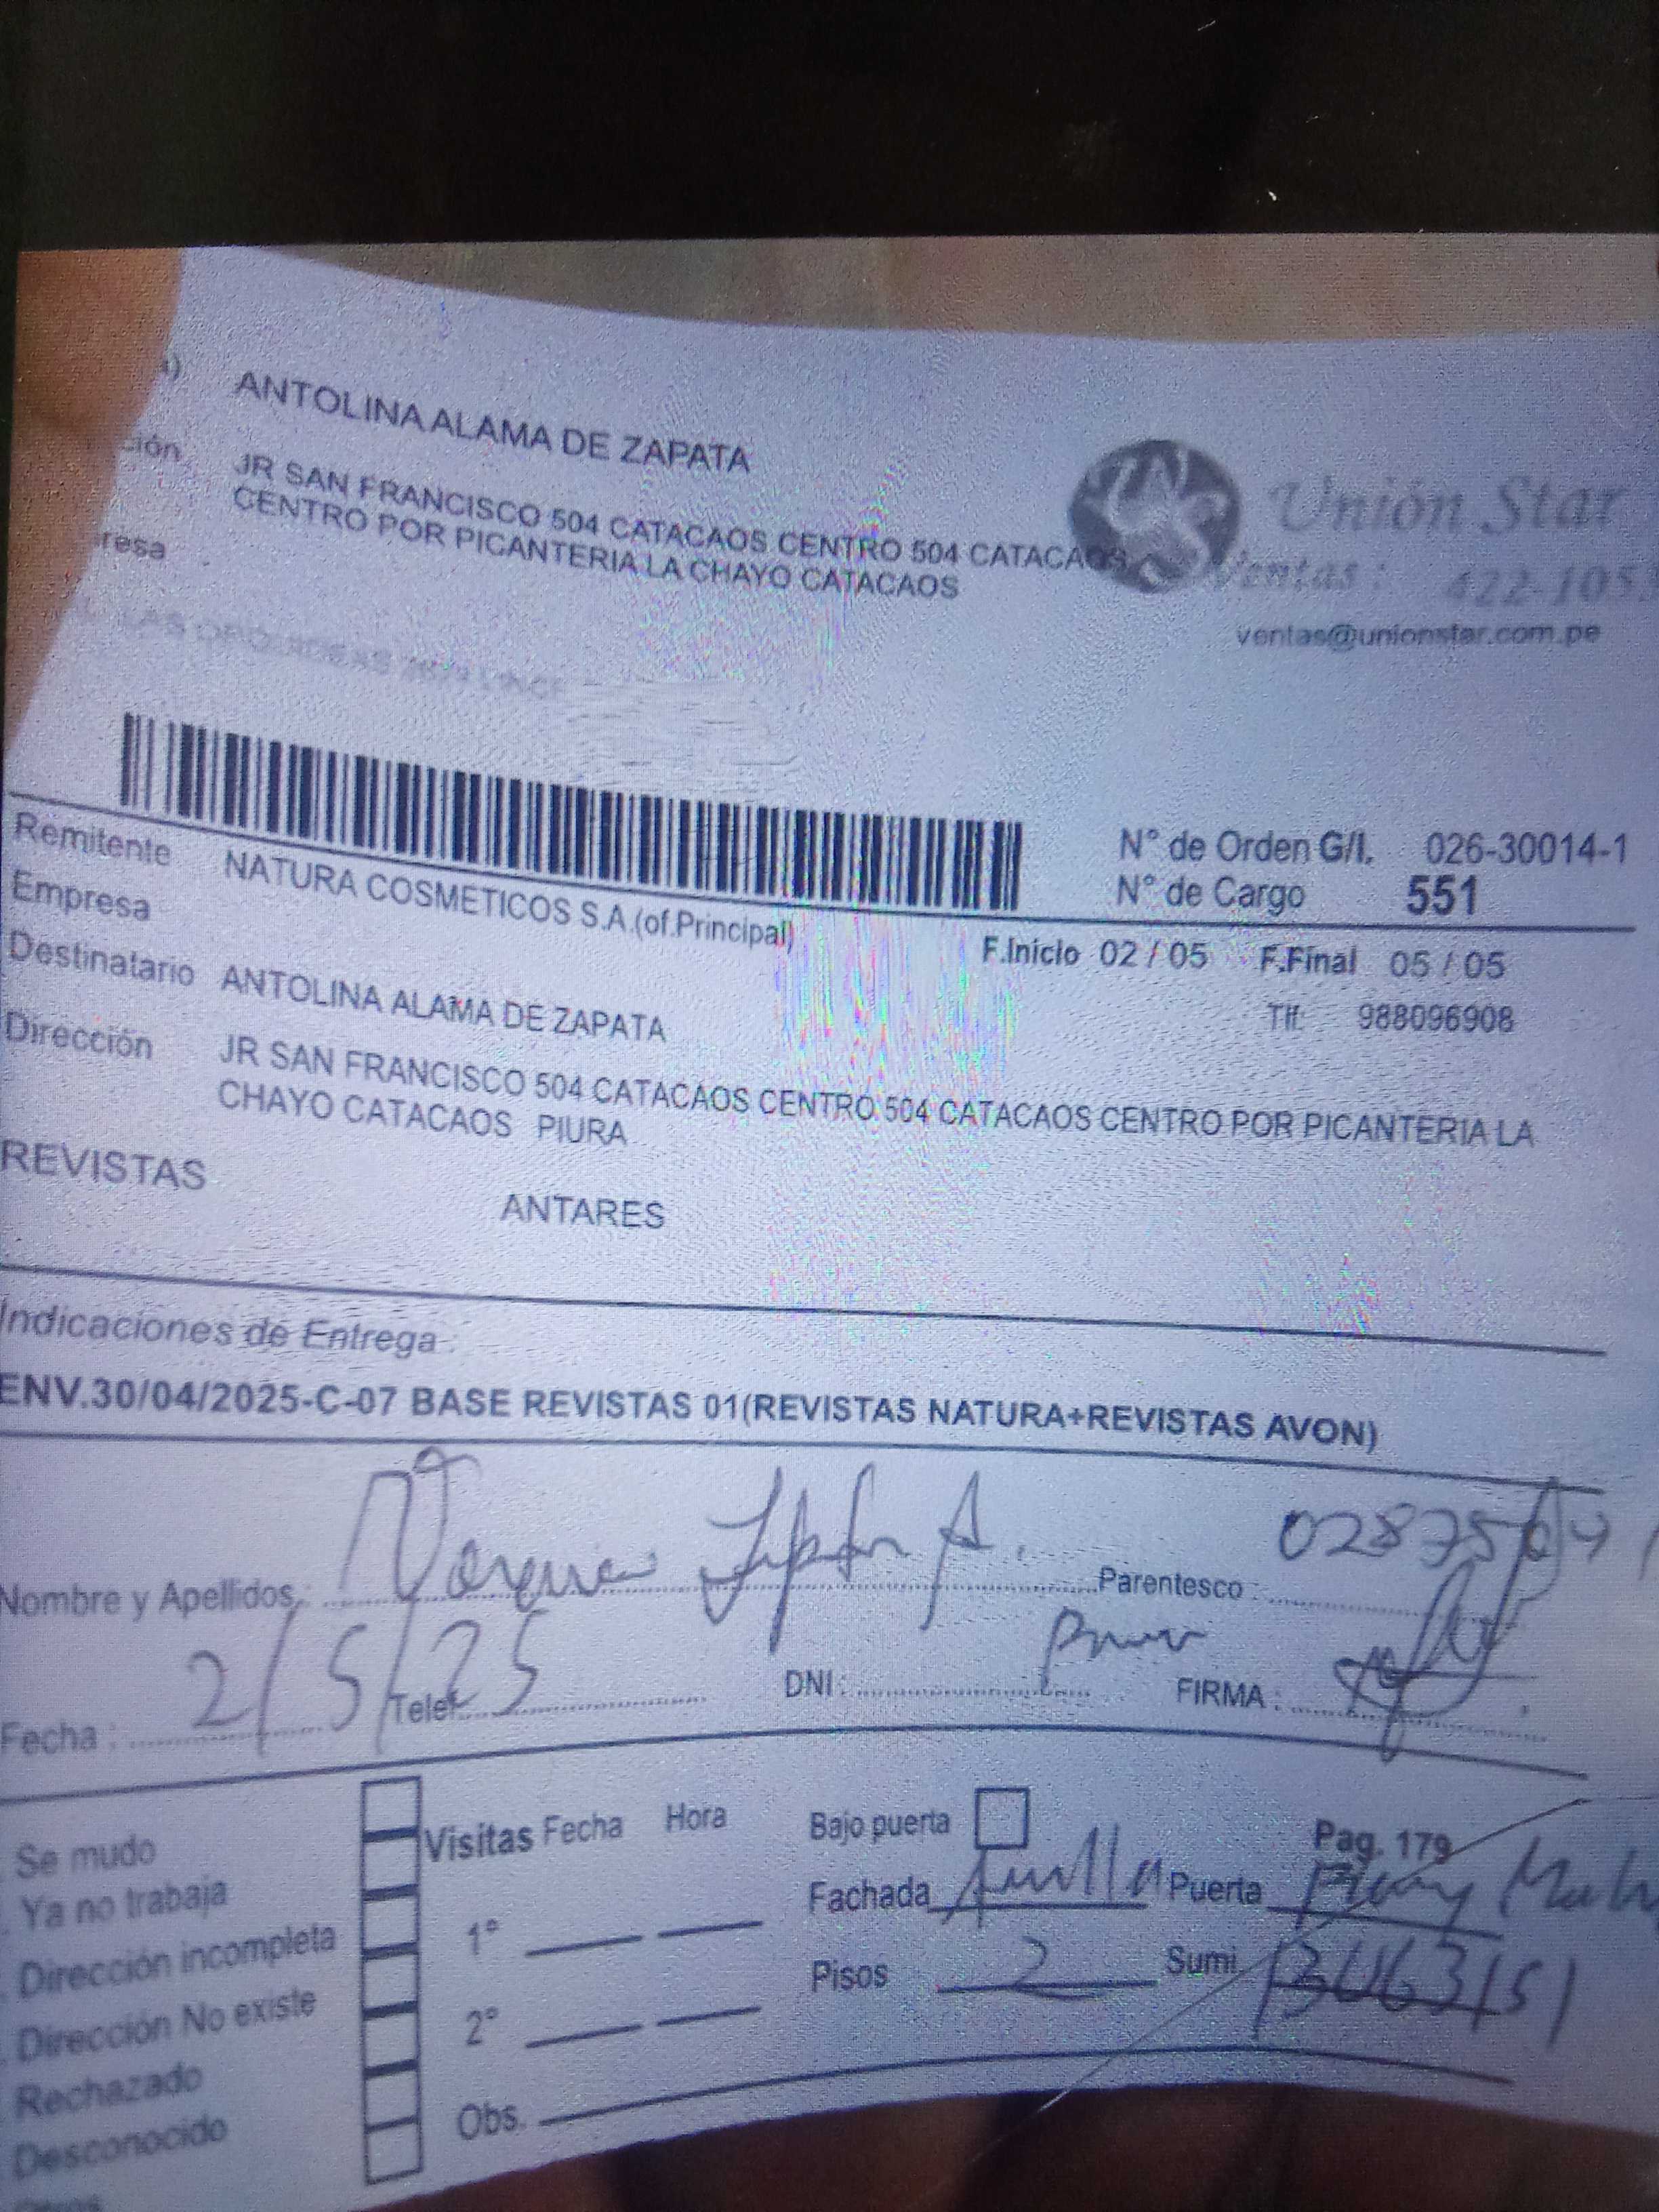 ANTOLINA ALAMA DE ZAPATA
ción JR SAN FRANCISCO 504 CATACAOS CENTRO 504 CATACAOS
CENTRO POR PICANTERIA LA CHAYO CATACAOS
resa
Unión Star
Ventas : 422-105
ventas@unionstar.com.pe
N° de Orden G/I. 026-30014-1
N° de Cargo 551
Remitente NATURA COSMETICOS S.A.(of.Principal)
Empresa
F.Inicio 02 / 05 F.Final 05 / 05
Destinatario ANTOLINA ALAMA DE ZAPATA
Tlf: 988096908
Dirección JR SAN FRANCISCO 504 CATACAOS CENTRO 504 CATACAOS CENTRO POR PICANTERIA LA
CHAYO CATACAOS PIURA
REVISTAS
ANTARES
Indicaciones de Entrega
ENV.30/04/2025-C-07 BASE REVISTAS 01(REVISTAS NATURA+REVISTAS AVON)
Nombre y Apellidos : A. Parentesco :
Fecha : 2/5/25 Telef. DNI : FIRMA :
Se mudo
Ya no trabaja
Dirección incompleta
Dirección No existe
Rechazado
Desconocido
Otros
Visitas Fecha Hora
1°
2°
Obs.
Bajo puerta Pag. 179
Fachada Puerta
Pisos 2 Sumi.